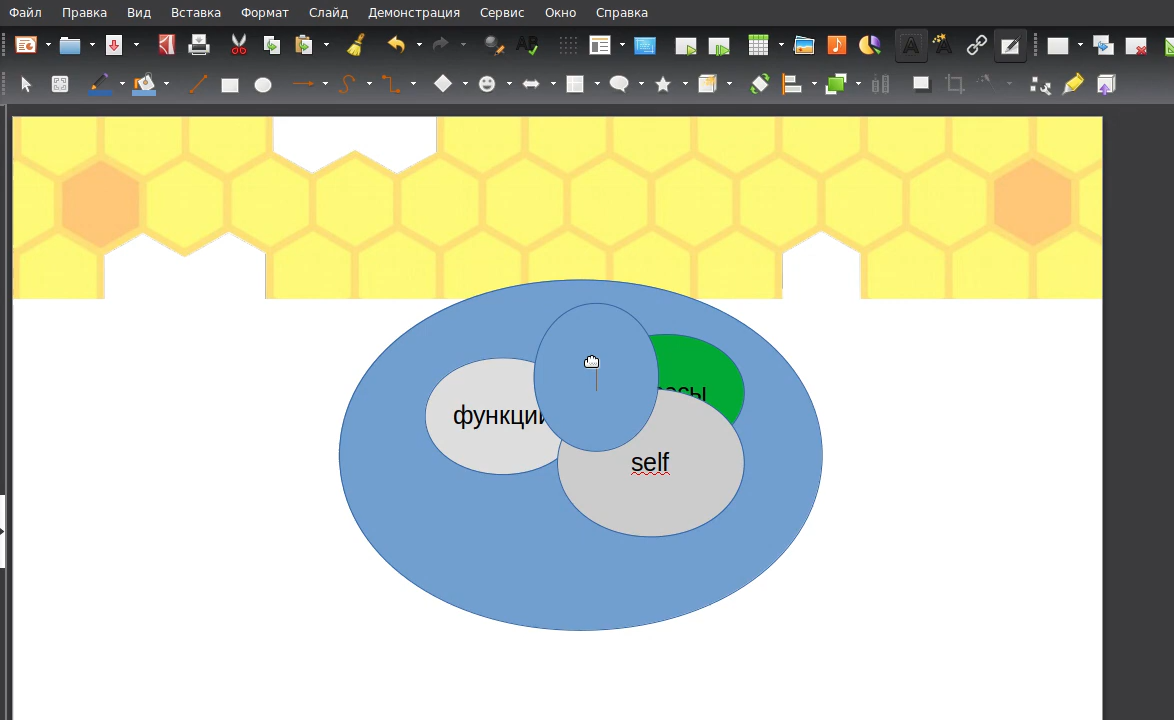 Файл Правка Вид Вставка Формат Слайд Демонстрация Сервис Окно Справка
функции
self